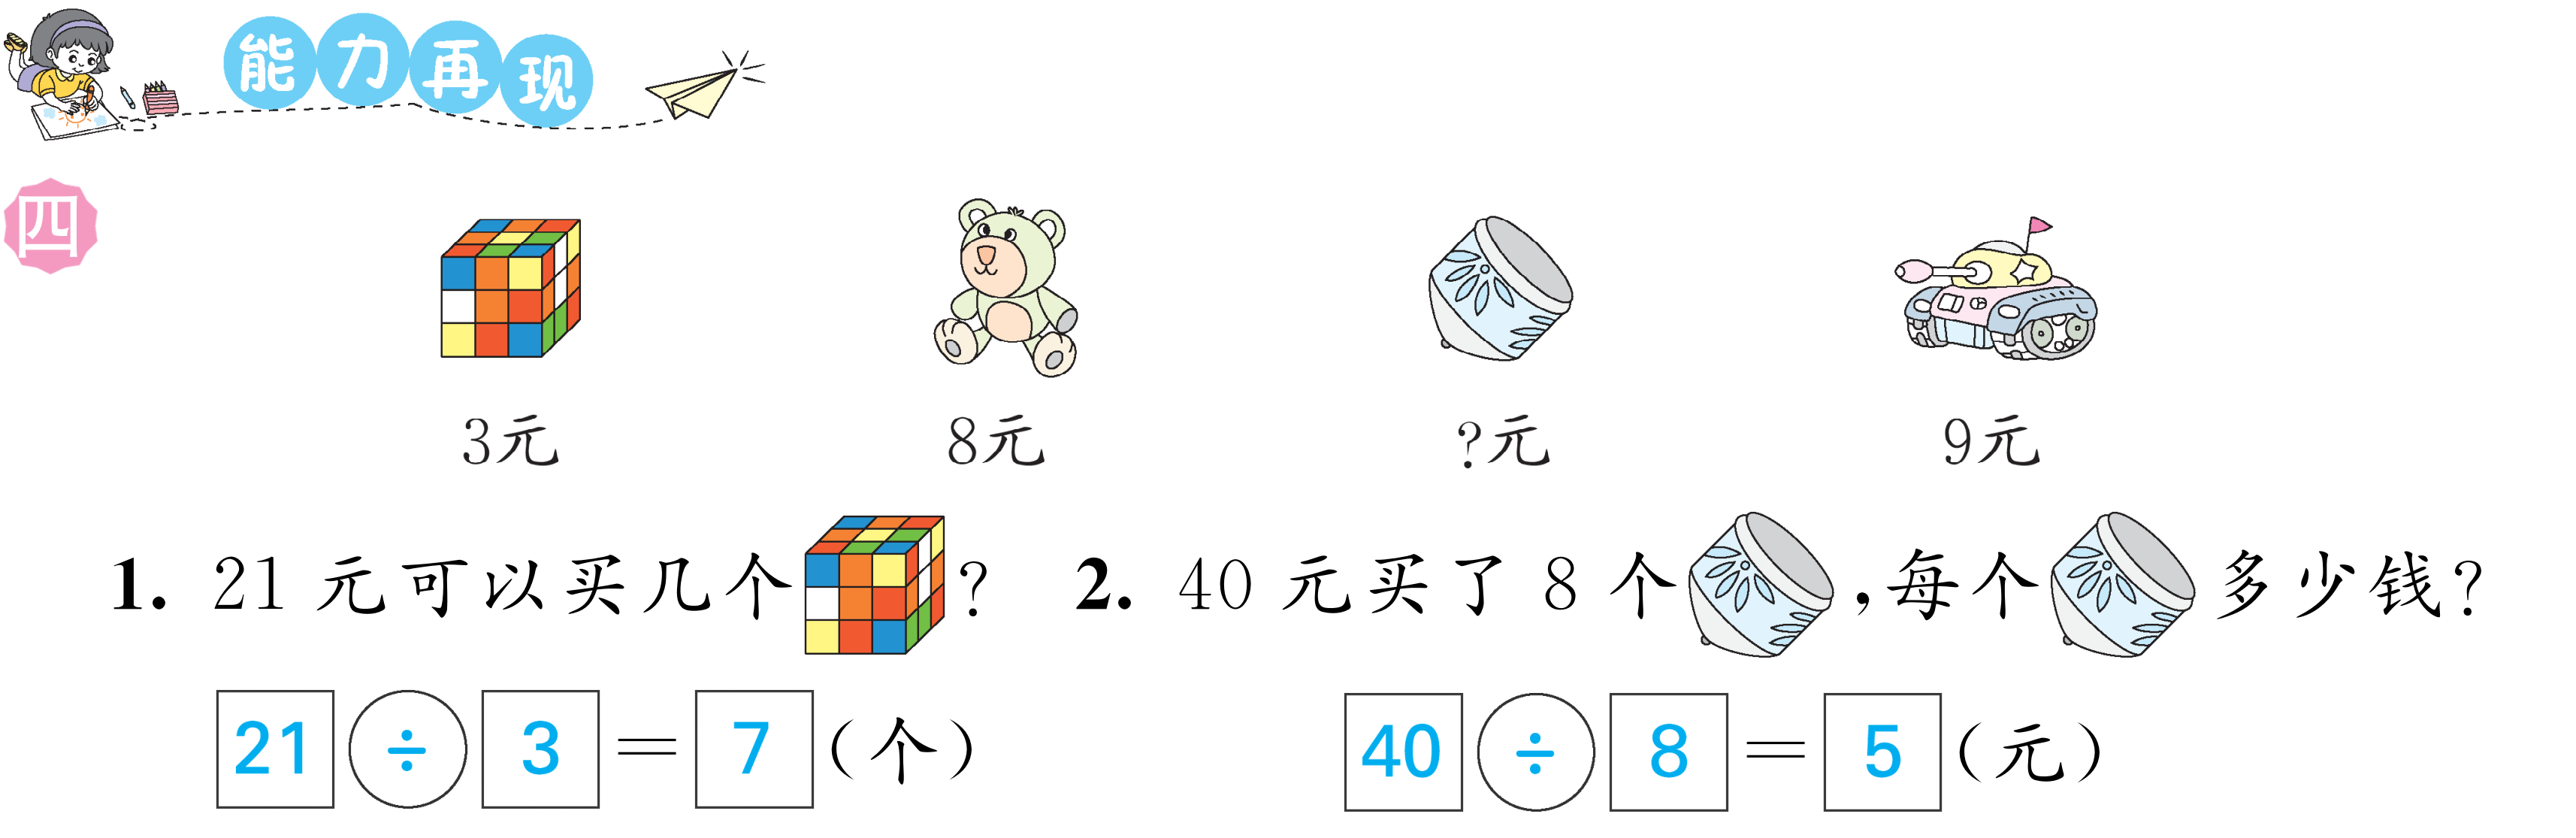 能力再现
四
3元 8元 ?元 9元
1. 21 元可以买几个? 2. 40 元买了 8 个,每个多少钱?
21 ÷ 3 = 7 (个) 40 ÷ 8 = 5 (元)